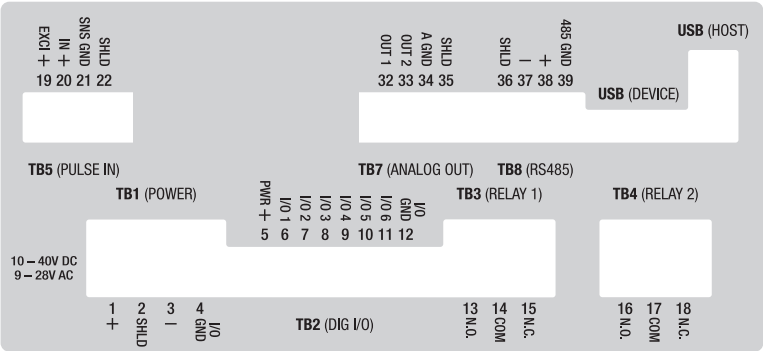 EXCI +
IN +
SNS GND
SHLD
19 20 21 22
TB5 (PULSE IN)
OUT 1
OUT 2
A GND
SHLD
32 33 34 35
TB7 (ANALOG OUT)
SHLD
–
+
485 GND
36 37 38 39
TB8 (RS485)
USB (HOST)
USB (DEVICE)
TB1 (POWER)
10 – 40V DC
9 – 28V AC
1 2 3 4
+
SHLD
–
I/O
GND
PWR +
I/O 1
I/O 2
I/O 3
I/O 4
I/O 5
I/O 6
I/O
GND
5 6 7 8 9 10 11 12
TB2 (DIG I/O)
TB3 (RELAY 1)
13 14 15
N.O.
COM
N.C.
TB4 (RELAY 2)
16 17 18
N.O.
COM
N.C.